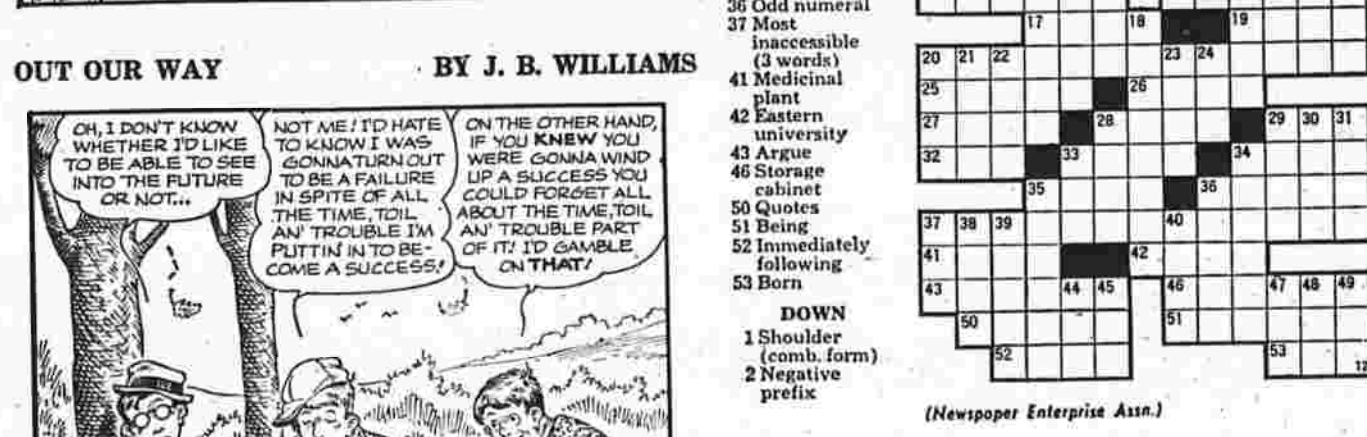 OUT OUR WAY
BY J. B. WILLIAMS
OH, I DON'T KNOW
WHETHER I'D LIKE
TO BE ABLE TO SEE
INTO THE FUTURE
OR NOT...
NOT ME! I'D HATE
TO KNOW I WAS
GONNA TURN OUT
TO BE A FAILURE
IN SPITE OF ALL
THE TIME, TOIL
AN' TROUBLE I'M
PUTTIN' IN TO BE-
COME A SUCCESS!
ON THE OTHER HAND,
IF YOU KNEW YOU
WERE GONNA WIND
UP A SUCCESS YOU
COULD FORGET ALL
ABOUT THE TIME, TOIL
AN' TROUBLE PART
OF IT! I'D GAMBLE
ON THAT!
36 Odd numeral
37 Most
inaccessible
(3 words)
41 Medicinal
plant
42 Eastern
university
43 Argue
46 Storage
cabinet
50 Quotes
51 Being
52 Immediately
following
53 Born
DOWN
1 Shoulder
(comb. form)
2 Negative
prefix
17 18 19
20 21 22 23 24
25 26
27 28 29 30 31
32 33 34
35 36
37 38 39 40
41 42
43 44 45 46 47 48 49
50 51
52 53
12
(Newspaper Enterprise Assn.)